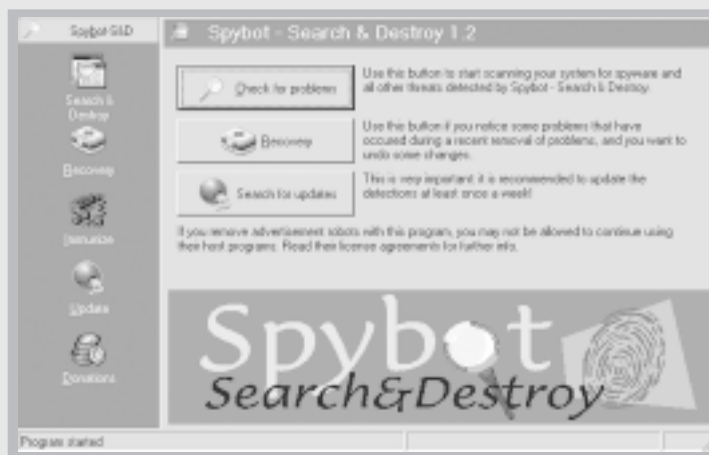 Spybot-S&D
Spybot - Search & Destroy 1.2
Search &
Destroy
Recovery
Immunize
Update
Donations
Check for problems
Use this button to start scanning your system for spyware and
all other threats detected by Spybot - Search & Destroy.
Recovery
Use this button if you notice some problems that have
occured during a recent removal of problems, and you want to
undo some changes.
Search for updates
This is very important: it is recommended to update the
detections at least once a week!
If you remove advertisement robots with this program, you may not be allowed to continue using
their host programs. Read their license agreements for further info.
Spybot
Search&Destroy
Program started